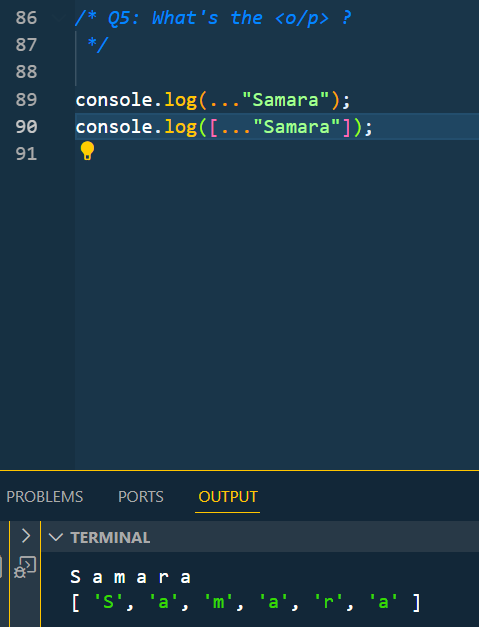 86 /* Q5: What's the <o/p> ?
87 */
88
89 console.log(..."Samara");
90 console.log([..."Samara"]);
91
PROBLEMS PORTS OUTPUT
TERMINAL
S a m a r a
[ 'S', 'a', 'm', 'a', 'r', 'a' ]